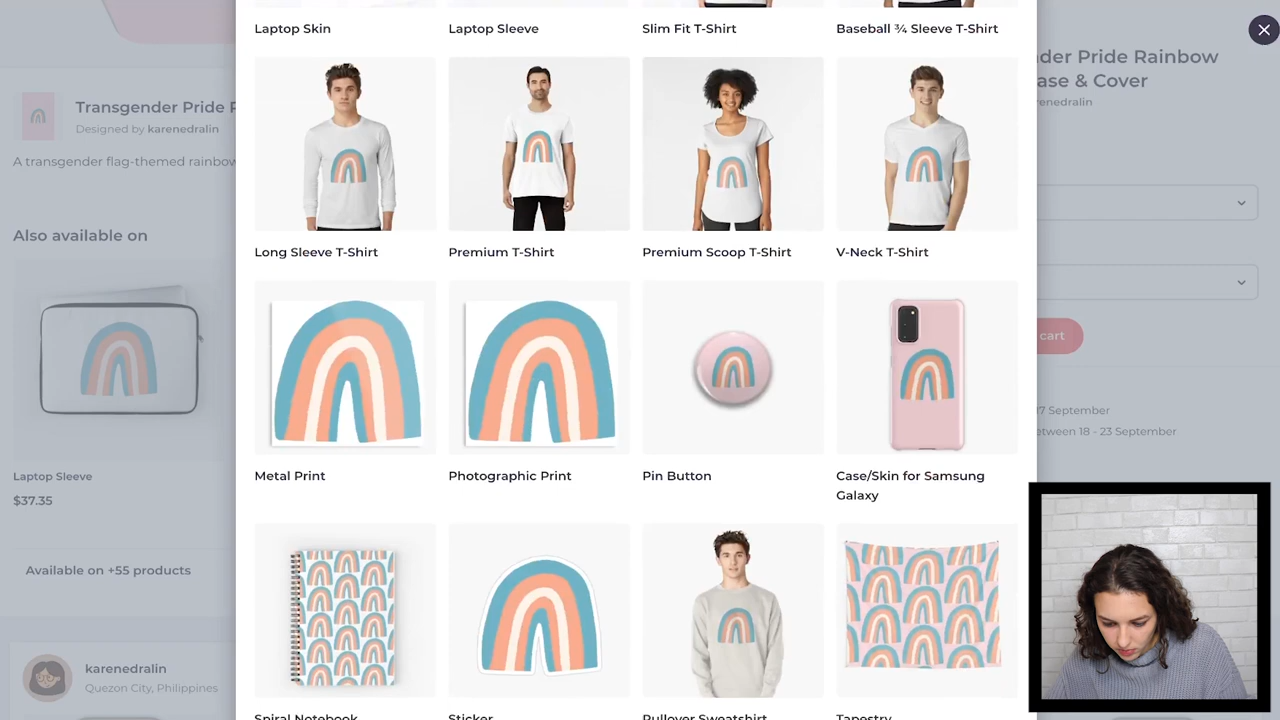 Laptop Skin
Laptop Sleeve
Slim Fit T-Shirt
Baseball ¾ Sleeve T-Shirt
der Pride Rainbow
ase & Cover
arenedralin
Transgender Pride R
Designed by karenedralin
A transgender flag-themed rainbow
Also available on
Long Sleeve T-Shirt
Premium T-Shirt
Premium Scoop T-Shirt
V-Neck T-Shirt
cart
17 September
etween 18 - 23 September
Laptop Sleeve
$37.35
Metal Print
Photographic Print
Pin Button
Case/Skin for Samsung
Galaxy
Available on +55 products
karenedralin
Quezon City, Philippines
Spiral Notebook
Sticker
Pullover Sweatshirt
Tapestry